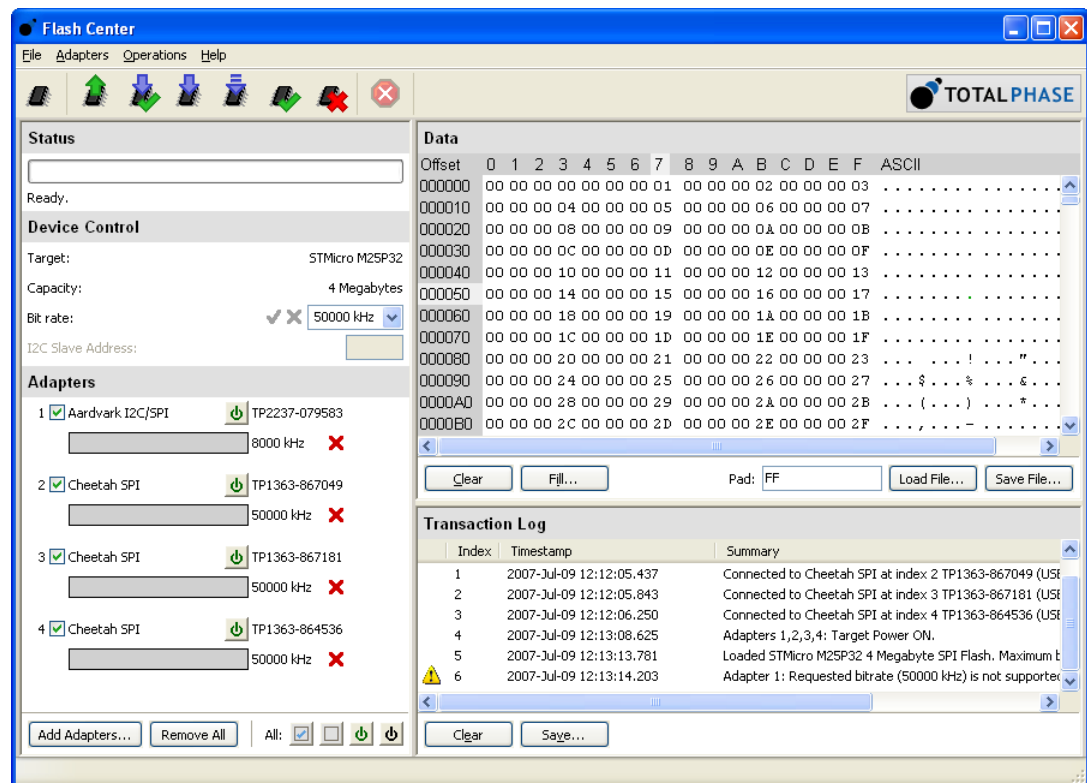 Flash Center
File Adapters Operations Help
TOTALPHASE
Status
Ready.
Device Control
Target: STMicro M25P32
Capacity: 4 Megabytes
Bit rate: 50000 kHz
I2C Slave Address:
Adapters
1 Aardvark I2C/SPI TP2237-079583
8000 kHz
2 Cheetah SPI TP1363-867049
50000 kHz
3 Cheetah SPI TP1363-867181
50000 kHz
4 Cheetah SPI TP1363-864536
50000 kHz
Add Adapters... Remove All All:
Data
Offset 0 1 2 3 4 5 6 7 8 9 A B C D E F ASCII
000000 00 00 00 00 00 00 00 01 00 00 00 02 00 00 00 03 ........ ........
000010 00 00 00 04 00 00 00 05 00 00 00 06 00 00 00 07 ........ ........
000020 00 00 00 08 00 00 00 09 00 00 00 0A 00 00 00 0B ........ ........
000030 00 00 00 0C 00 00 00 0D 00 00 00 0E 00 00 00 0F ........ ........
000040 00 00 00 10 00 00 00 11 00 00 00 12 00 00 00 13 ........ ........
000050 00 00 00 14 00 00 00 15 00 00 00 16 00 00 00 17 ........ ........
000060 00 00 00 18 00 00 00 19 00 00 00 1A 00 00 00 1B ........ ........
000070 00 00 00 1C 00 00 00 1D 00 00 00 1E 00 00 00 1F ........ ........
000080 00 00 00 20 00 00 00 21 00 00 00 22 00 00 00 23 ... ...! ..."...
000090 00 00 00 24 00 00 00 25 00 00 00 26 00 00 00 27 ...$...% ...&...
0000A0 00 00 00 28 00 00 00 29 00 00 00 2A 00 00 00 2B ...(...) ...*...
0000B0 00 00 00 2C 00 00 00 2D 00 00 00 2E 00 00 00 2F ...,...- .......
Clear Fill... Pad: FF Load File... Save File...
Transaction Log
Index Timestamp Summary
1 2007-Jul-09 12:12:05.437 Connected to Cheetah SPI at index 2 TP1363-867049 (USB
2 2007-Jul-09 12:12:05.843 Connected to Cheetah SPI at index 3 TP1363-867181 (USB
3 2007-Jul-09 12:12:06.250 Connected to Cheetah SPI at index 4 TP1363-864536 (USB
4 2007-Jul-09 12:13:08.625 Adapters 1,2,3,4: Target Power ON.
5 2007-Jul-09 12:13:13.781 Loaded STMicro M25P32 4 Megabyte SPI Flash. Maximum b
6 2007-Jul-09 12:13:14.203 Adapter 1: Requested bitrate (50000 kHz) is not supported
Clear Save...